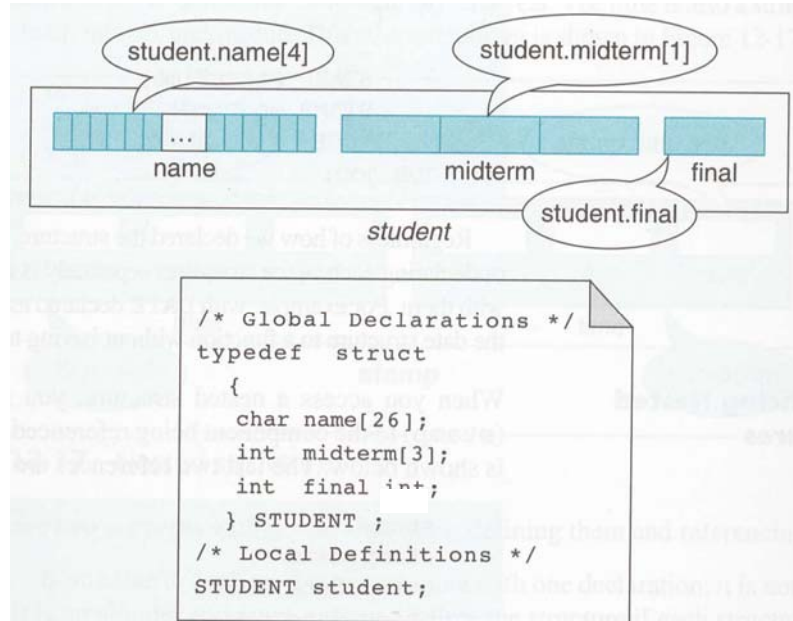 student.name[4]
student.midterm[1]
...
name
midterm
final
student.final
student
/* Global Declarations */
typedef struct
{
char name[26];
int midterm[3];
int final int;
} STUDENT ;
/* Local Definitions */
STUDENT student;